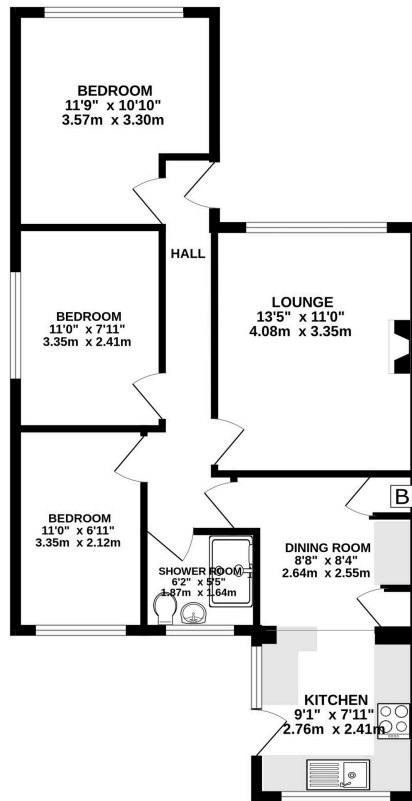 BEDROOM
11'9" x 10'10"
3.57m x 3.30m
HALL
LOUNGE
13'5" x 11'0"
4.08m x 3.35m
BEDROOM
11'0" x 7'11"
3.35m x 2.41m
BEDROOM
11'0" x 6'11"
3.35m x 2.12m
B
DINING ROOM
8'8" x 8'4"
2.64m x 2.55m
SHOWER ROOM
6'2" x 5'5"
1.87m x 1.64m
KITCHEN
9'1" x 7'11"
2.76m x 2.41m